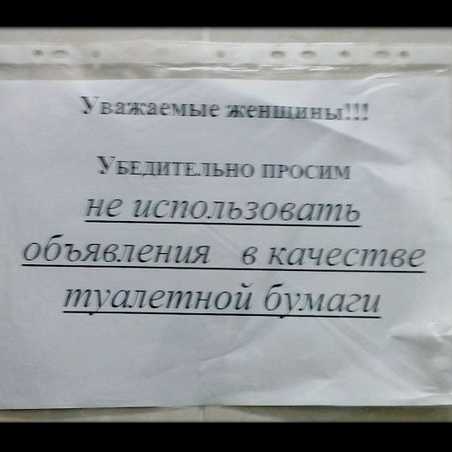 Уважаемые женщины!!!
Убедительно просим
не использовать
объявления в качестве
туалетной бумаги